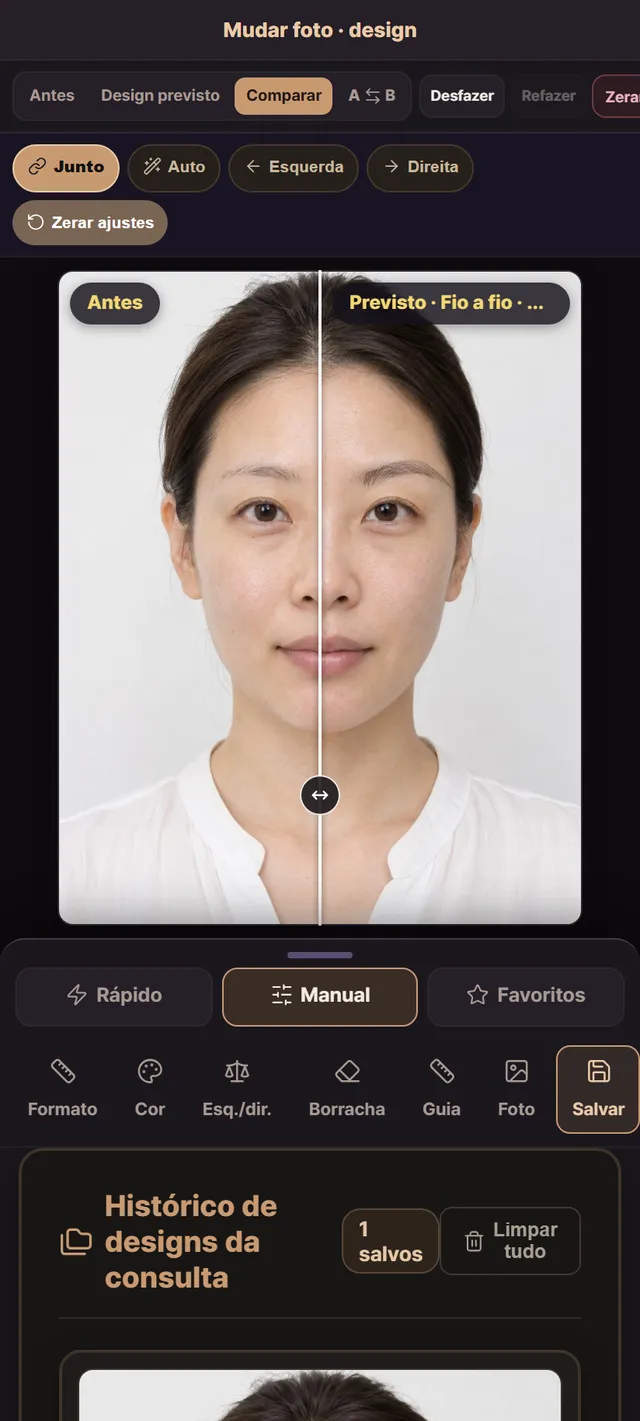 Mudar foto · design
Antes
Design previsto
Comparar
A ⇆ B
Desfazer
Refazer
Junto
Auto
Esquerda
Direita
Zerar ajustes
Antes
Previsto · Fio a fio · ...
Rápido
Manual
Favoritos
Formato
Cor
Esq./dir.
Borracha
Guia
Foto
Salvar
Histórico de
designs da
consulta
1
salvos
Limpar
tudo